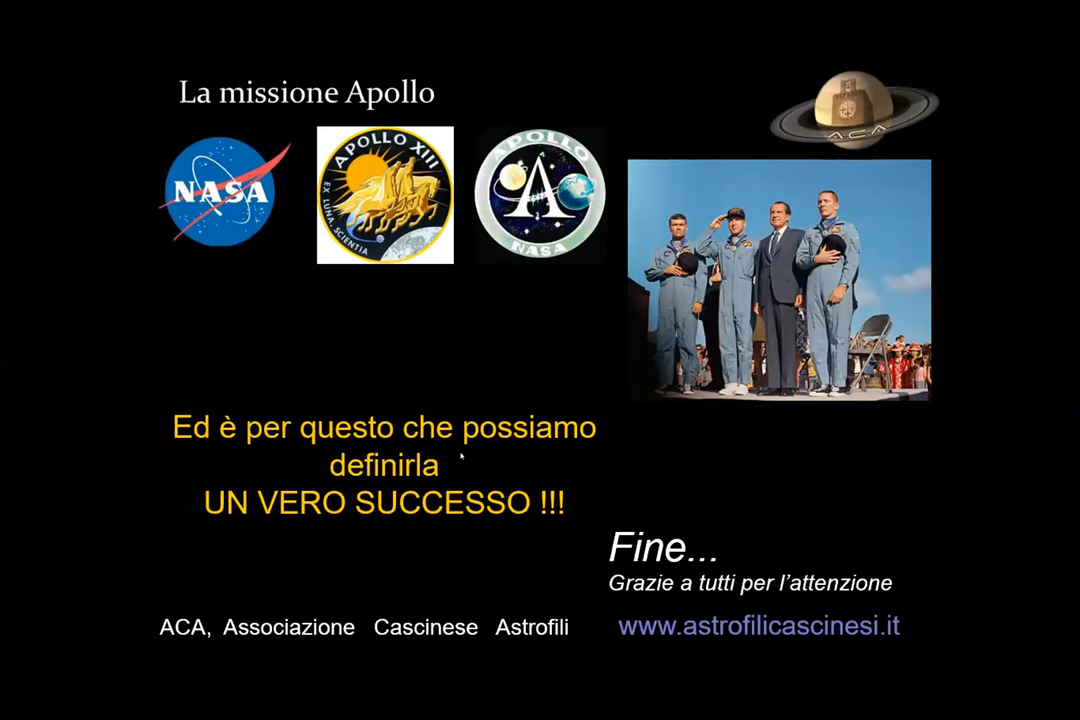 La missione Apollo
ACA
NASA
APOLLO XIII
EX LUNA, SCIENTIA
APOLLO
NASA
Ed è per questo che possiamo
definirla
UN VERO SUCCESSO !!!
Fine...
Grazie a tutti per l’attenzione
ACA, Associazione Cascinese Astrofili
www.astrofilicascinesi.it